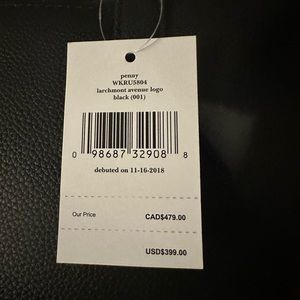 penny
WKRU5804
larchmont avenue logo
black (001)
0 98687 32908 8
debuted on 11-16-2018
Our Price CAD$479.00
USD$399.00